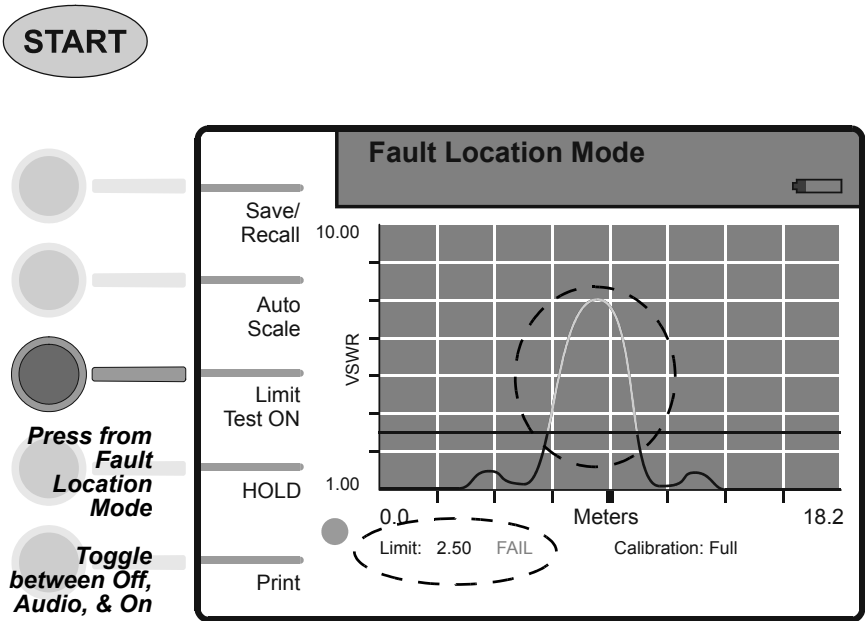 START
Fault Location Mode
Save/
Recall
Auto
Scale
Limit
Test ON
HOLD
Print
Press from
Fault
Location
Mode
Toggle
between Off,
Audio, & On
10.00
VSWR
1.00
0.0
Meters
18.2
Limit: 2.50 FAIL
Calibration: Full